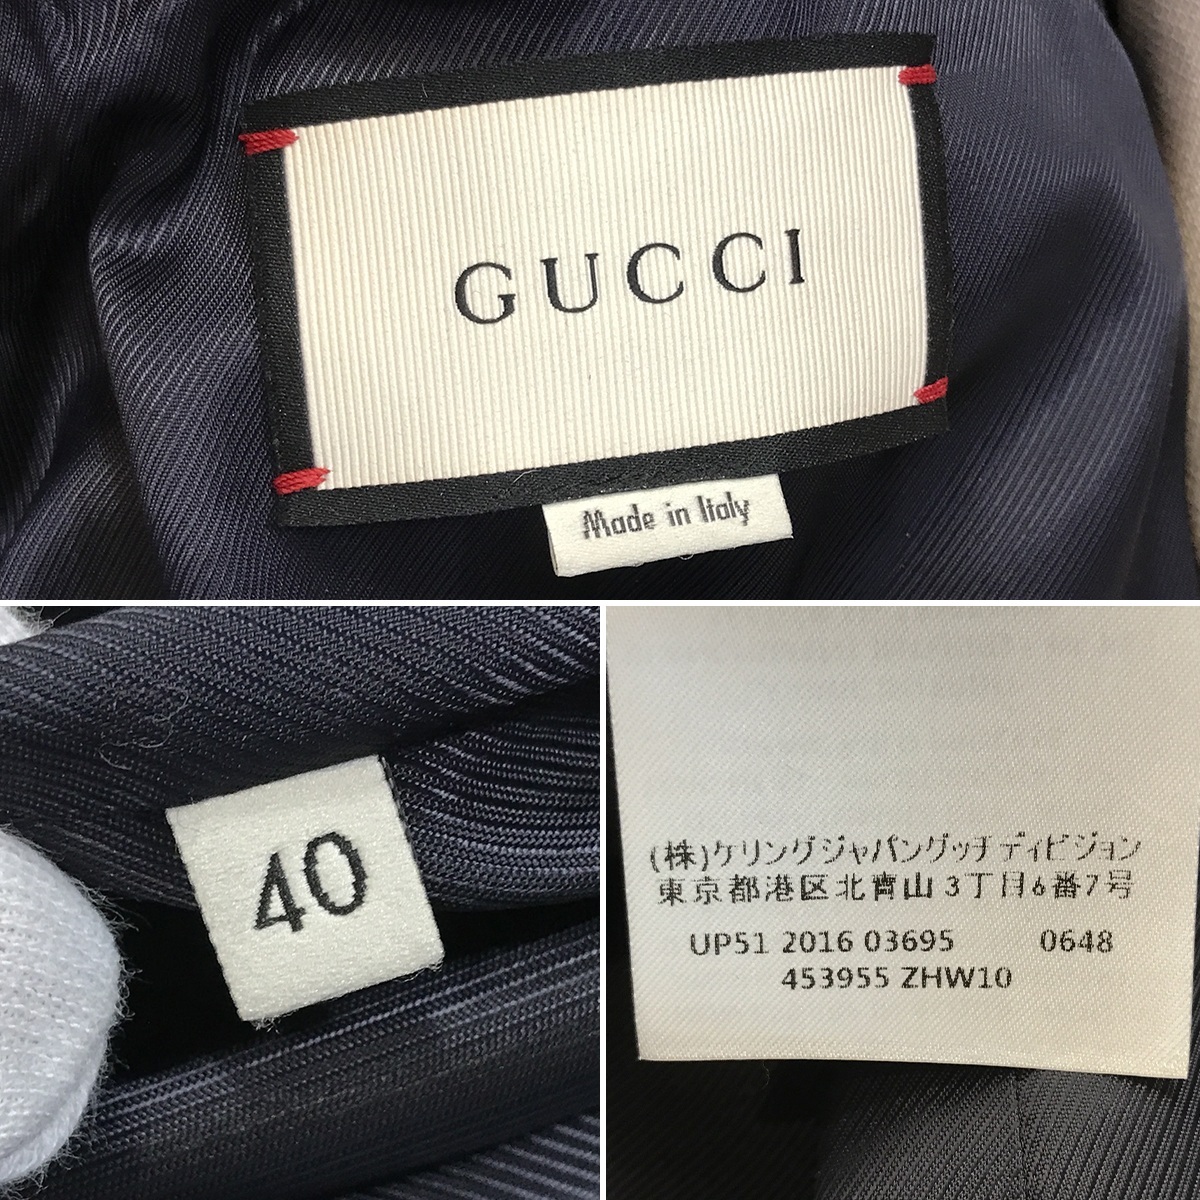 GUCCI
Made in Italy
40
(株)ケリングジャパングッチ ディビジョン
東京都港区北青山 3丁目6番7号
UP51 2016 03695 0648
453955 ZHW10